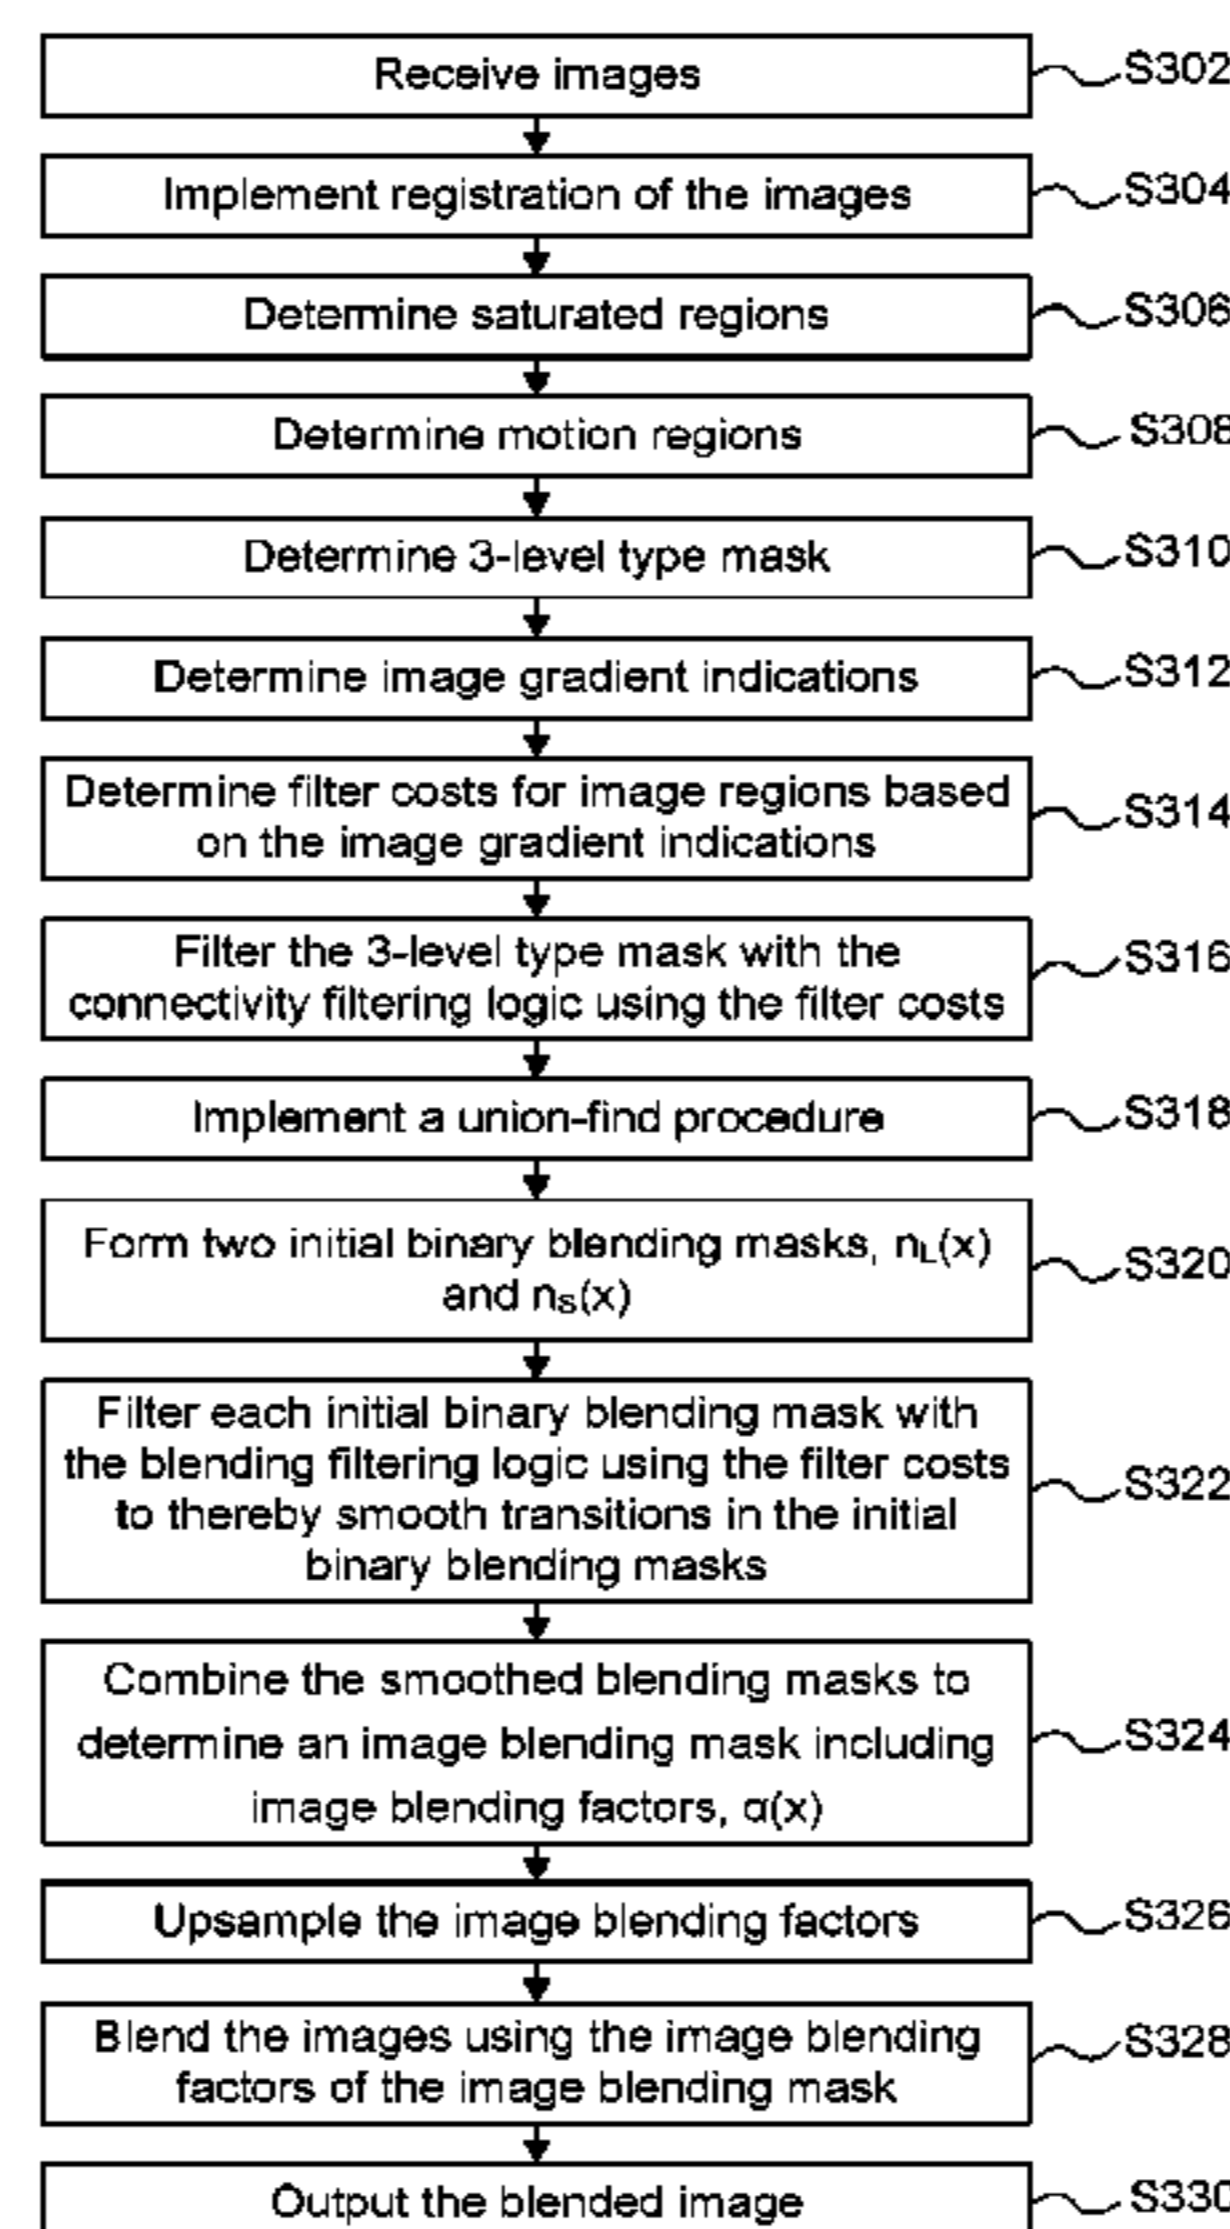 Receive images
S302
Implement registration of the images
S304
Determine saturated regions
S306
Determine motion regions
S308
Determine 3-level type mask
S310
Determine image gradient indications
S312
Determine filter costs for image regions based
on the image gradient indications
S314
Filter the 3-level type mask with the
connectivity filtering logic using the filter costs
S316
Implement a union-find procedure
S318
Form two initial binary blending masks, nL(x)
and nS(x)
S320
Filter each initial binary blending mask with
the blending filtering logic using the filter costs
to thereby smooth transitions in the initial
binary blending masks
S322
Combine the smoothed blending masks to
determine an image blending mask including
image blending factors, α(x)
S324
Upsample the image blending factors
S326
Blend the images using the image blending
factors of the image blending mask
S328
Output the blended image
S330